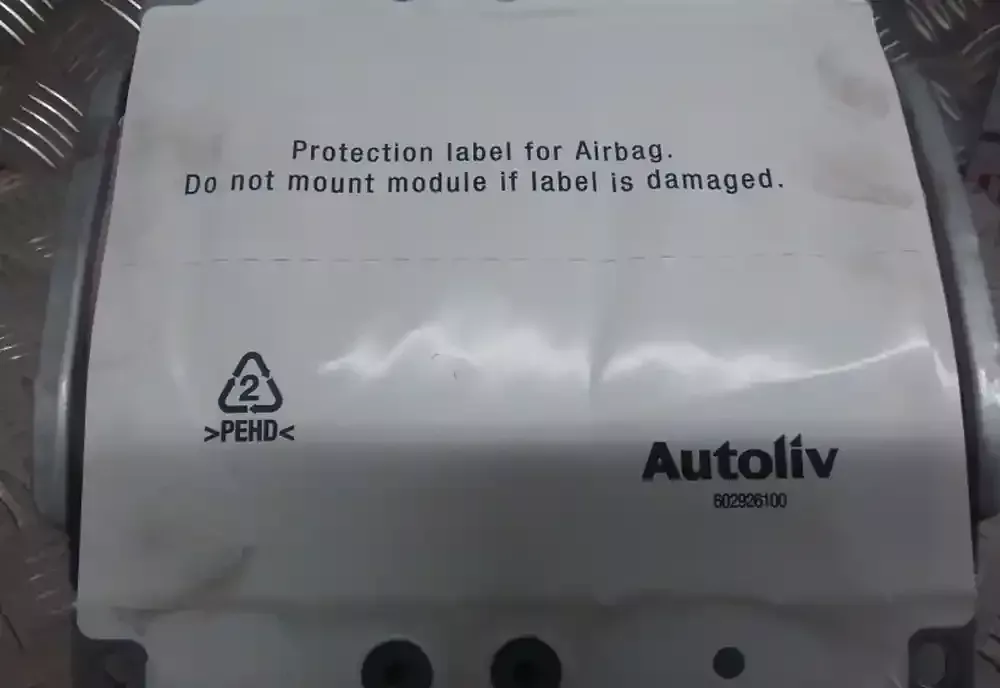 Protection label for Airbag.
Do not mount module if label is damaged.
2
>PEHD<
Autoliv
602926100